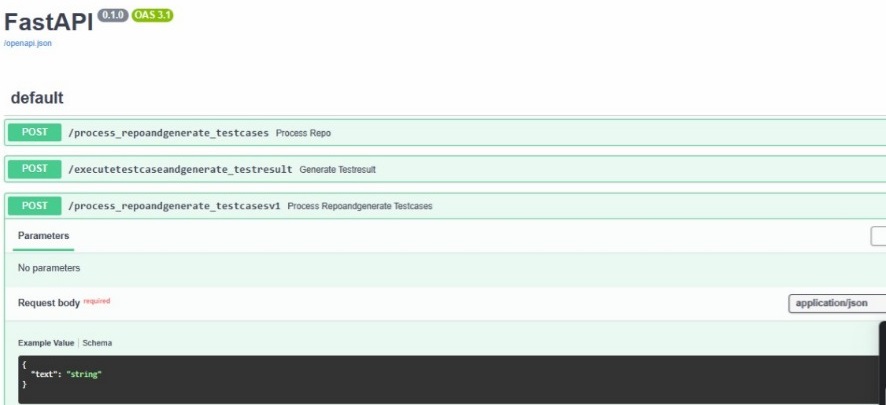 FastAPI 0.1.0 OAS 3.1
/openapi.json
default
POST /process_repoandgenerate_testcases Process Repo
POST /executetestcaseandgenerate_testresult Generate Testresult
POST /process_repoandgenerate_testcasesv1 Process Repoandgenerate Testcases
Parameters
No parameters
Request body required application/json
Example Value | Schema
{
"text": "string"
}